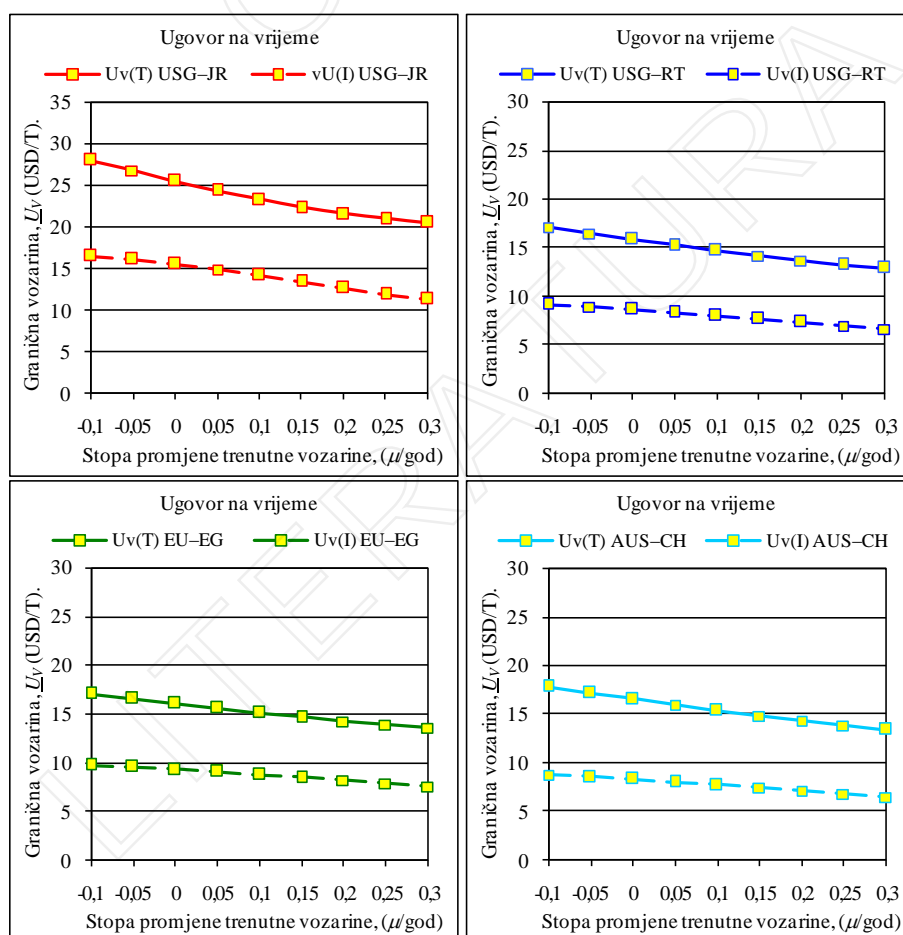 Ugovor na vrijeme
Uv(T) USG–JR vU(I) USG–JR
35
30
25
20
15
10
5
0
Granična vozarina, U_V (USD/T).
-0,1 -0,05 0 0,05 0,1 0,15 0,2 0,25 0,3
Stopa promjene trenutne vozarine, (μ/god)
Ugovor na vrijeme
Uv(T) USG–RT Uv(I) USG–RT
30
25
20
15
10
5
0
Granična vozarina, U_V (USD/T).
-0,1 -0,05 0 0,05 0,1 0,15 0,2 0,25 0,3
Stopa promjene trenutne vozarine, (μ/god)
Ugovor na vrijeme
Uv(T) EU–EG Uv(I) EU–EG
30
25
20
15
10
5
0
Granična vozarina, U_V (USD/T).
-0,1 -0,05 0 0,05 0,1 0,15 0,2 0,25 0,3
Stopa promjene trenutne vozarine, (μ/god)
Ugovor na vrijeme
Uv(T) AUS–CH Uv(I) AUS–CH
30
25
20
15
10
5
0
Granična vozarina, U_V (USD/T).
-0,1 -0,05 0 0,05 0,1 0,15 0,2 0,25 0,3
Stopa promjene trenutne vozarine, (μ/god)
LITERATURA